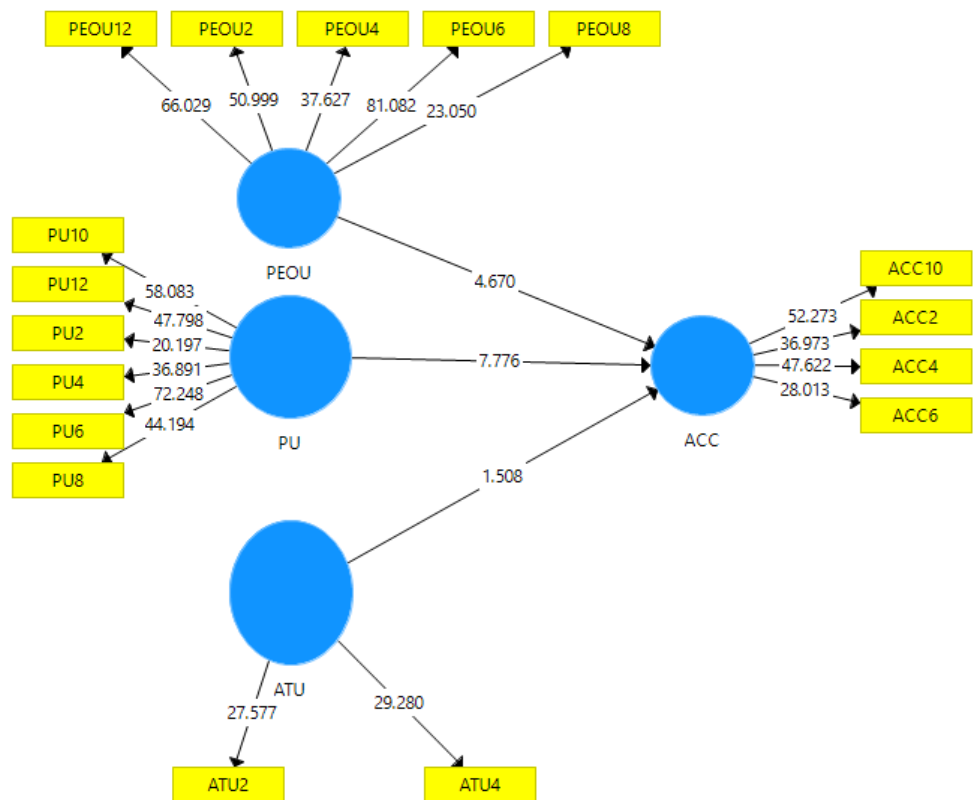 PEOU12
PEOU2
PEOU4
PEOU6
PEOU8
66.029
50.999
37.627
81.082
23.050
PEOU
PU10
PU12
PU2
PU4
PU6
PU8
58.083
47.798
20.197
36.891
72.248
44.194
PU
4.670
7.776
1.508
ACC
52.273
36.973
47.622
28.013
ACC10
ACC2
ACC4
ACC6
ATU
27.577
29.280
ATU2
ATU4